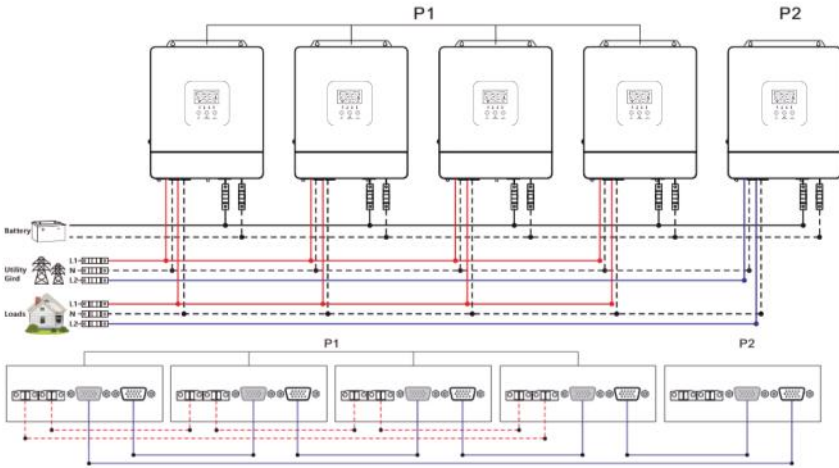 P1 P2
Battery
L1
Utility N
Gird L2
L1
Loads N
L2
P1 P2